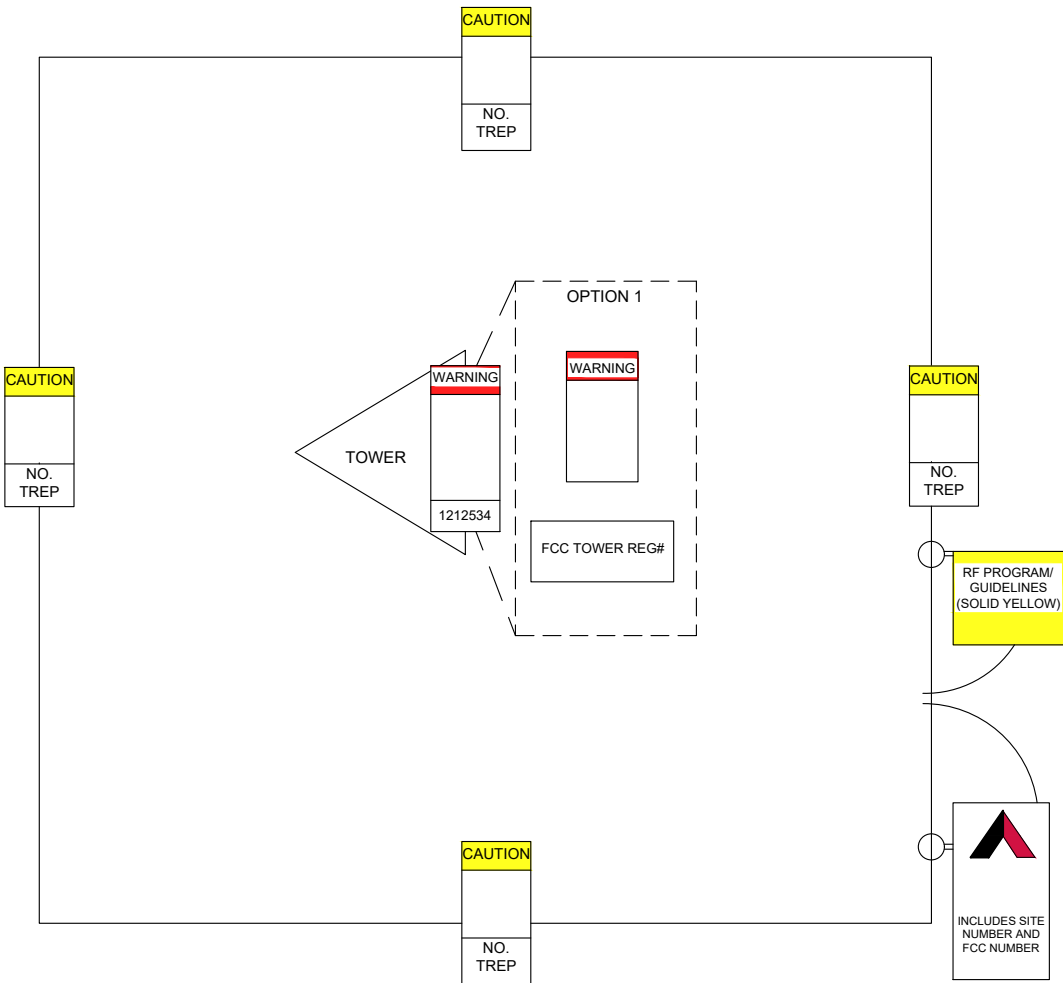 CAUTION
NO.
TREP
OPTION 1
WARNING
WARNING
CAUTION
CAUTION
TOWER
NO.
TREP
NO.
TREP
1212534
FCC TOWER REG#
RF PROGRAM/
GUIDELINES
(SOLID YELLOW)
CAUTION
INCLUDES SITE
NUMBER AND
FCC NUMBER
NO.
TREP